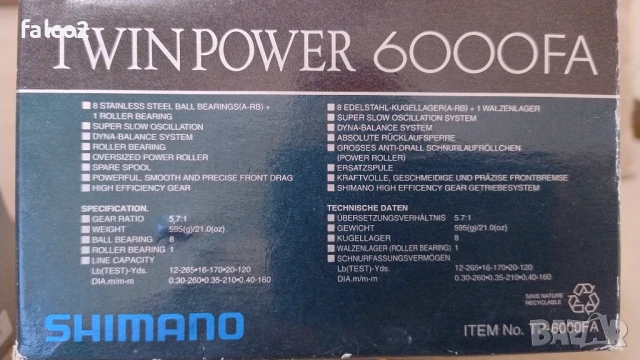 falco2
TWINPOWER 6000FA
8 STAINLESS STEEL BALL BEARINGS(A-RB) +
1 ROLLER BEARING
SUPER SLOW OSCILLATION
DYNA-BALANCE SYSTEM
ROLLER BEARING
OVERSIZED POWER ROLLER
SPARE SPOOL
POWERFUL, SMOOTH AND PRECISE FRONT DRAG
HIGH EFFICIENCY GEAR
SPECIFICATION.
GEAR RATIO 5.7:1
WEIGHT 595(g)/21.0(oz)
BALL BEARING 8
ROLLER BEARING 1
LINE CAPACITY
Lb(TEST)-Yds. 12-265•16-170•20-120
DIA.m/m-m 0.30-260•0.35-210•0.40-160
8 EDELSTAHL-KUGELLAGER(A-RB) + 1 WALZENLAGER
SUPER SLOW OSCILLATION SYSTEM
DYNA-BALANCE SYSTEM
ABSOLUTE RÜCKLAUFSPERRE
GROSSES ANTI-DRALL SCHNURLAUFRÖLLCHEN
(POWER ROLLER)
ERSATZSPULE
KRAFTVOLLE, GESCHMEIDIGE UND PRÄZISE FRONTBREMSE
SHIMANO HIGH EFFICENCY GEAR GETRIEBESYSTEM
TECHNISCHE DATEN
ÜBERSETZUNGSVERHÄLTNIS 5.7:1
GEWICHT 595(g)/21.0(oz)
KUGELLAGER 8
WALZENLAGER (ROLLER BEARING) 1
SCHNURFASSUNGSVERMÖGEN
Lb(TEST)-Yds. 12-265•16-170•20-120
DIA.m/m-m 0.30-260•0.35-210•0.40-160
SAVE NATURE
RECYCLABLE
SHIMANO
ITEM No. TP-6000FA